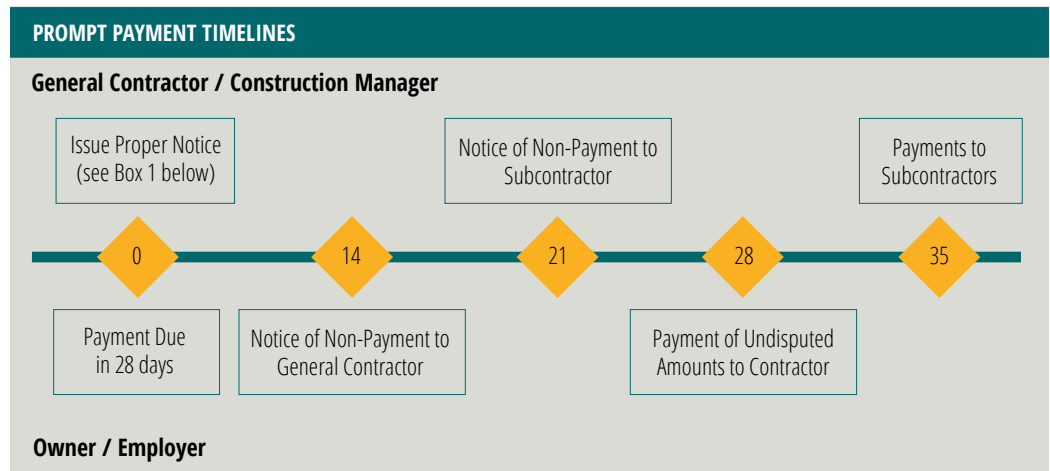 PROMPT PAYMENT TIMELINES
General Contractor / Construction Manager
Issue Proper Notice
(see Box 1 below)
Notice of Non-Payment to
Subcontractor
Payments to
Subcontractors
0
14
21
28
35
Payment Due
in 28 days
Notice of Non-Payment to
General Contractor
Payment of Undisputed
Amounts to Contractor
Owner / Employer